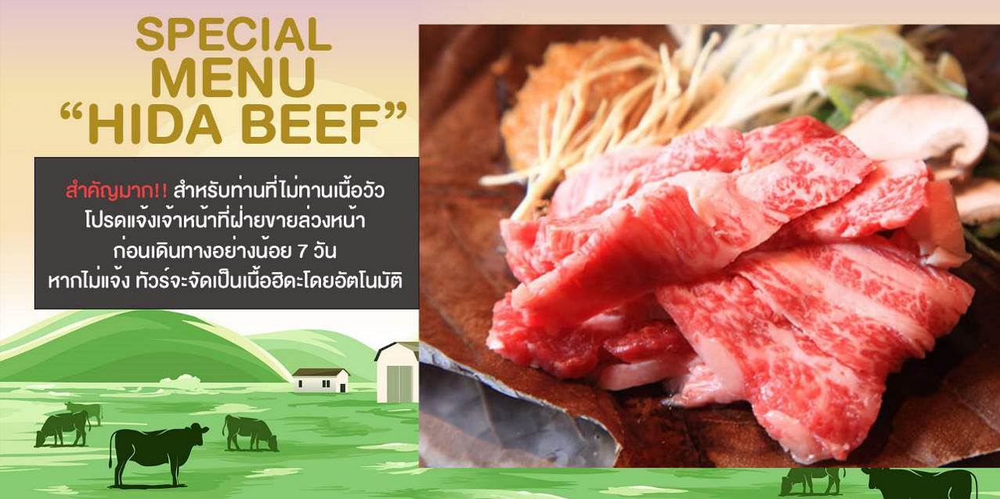 SPECIAL
MENU
“HIDA BEEF”
สำคัญมาก!! สำหรับท่านที่ไม่ทานเนื้อวัว
โปรดแจ้งเจ้าหน้าที่ฝ่ายขายล่วงหน้า
ก่อนเดินทางอย่างน้อย 7 วัน
หากไม่แจ้ง ทัวร์จะจัดเป็นเนื้อฮิดะโดยอัตโนมัติ